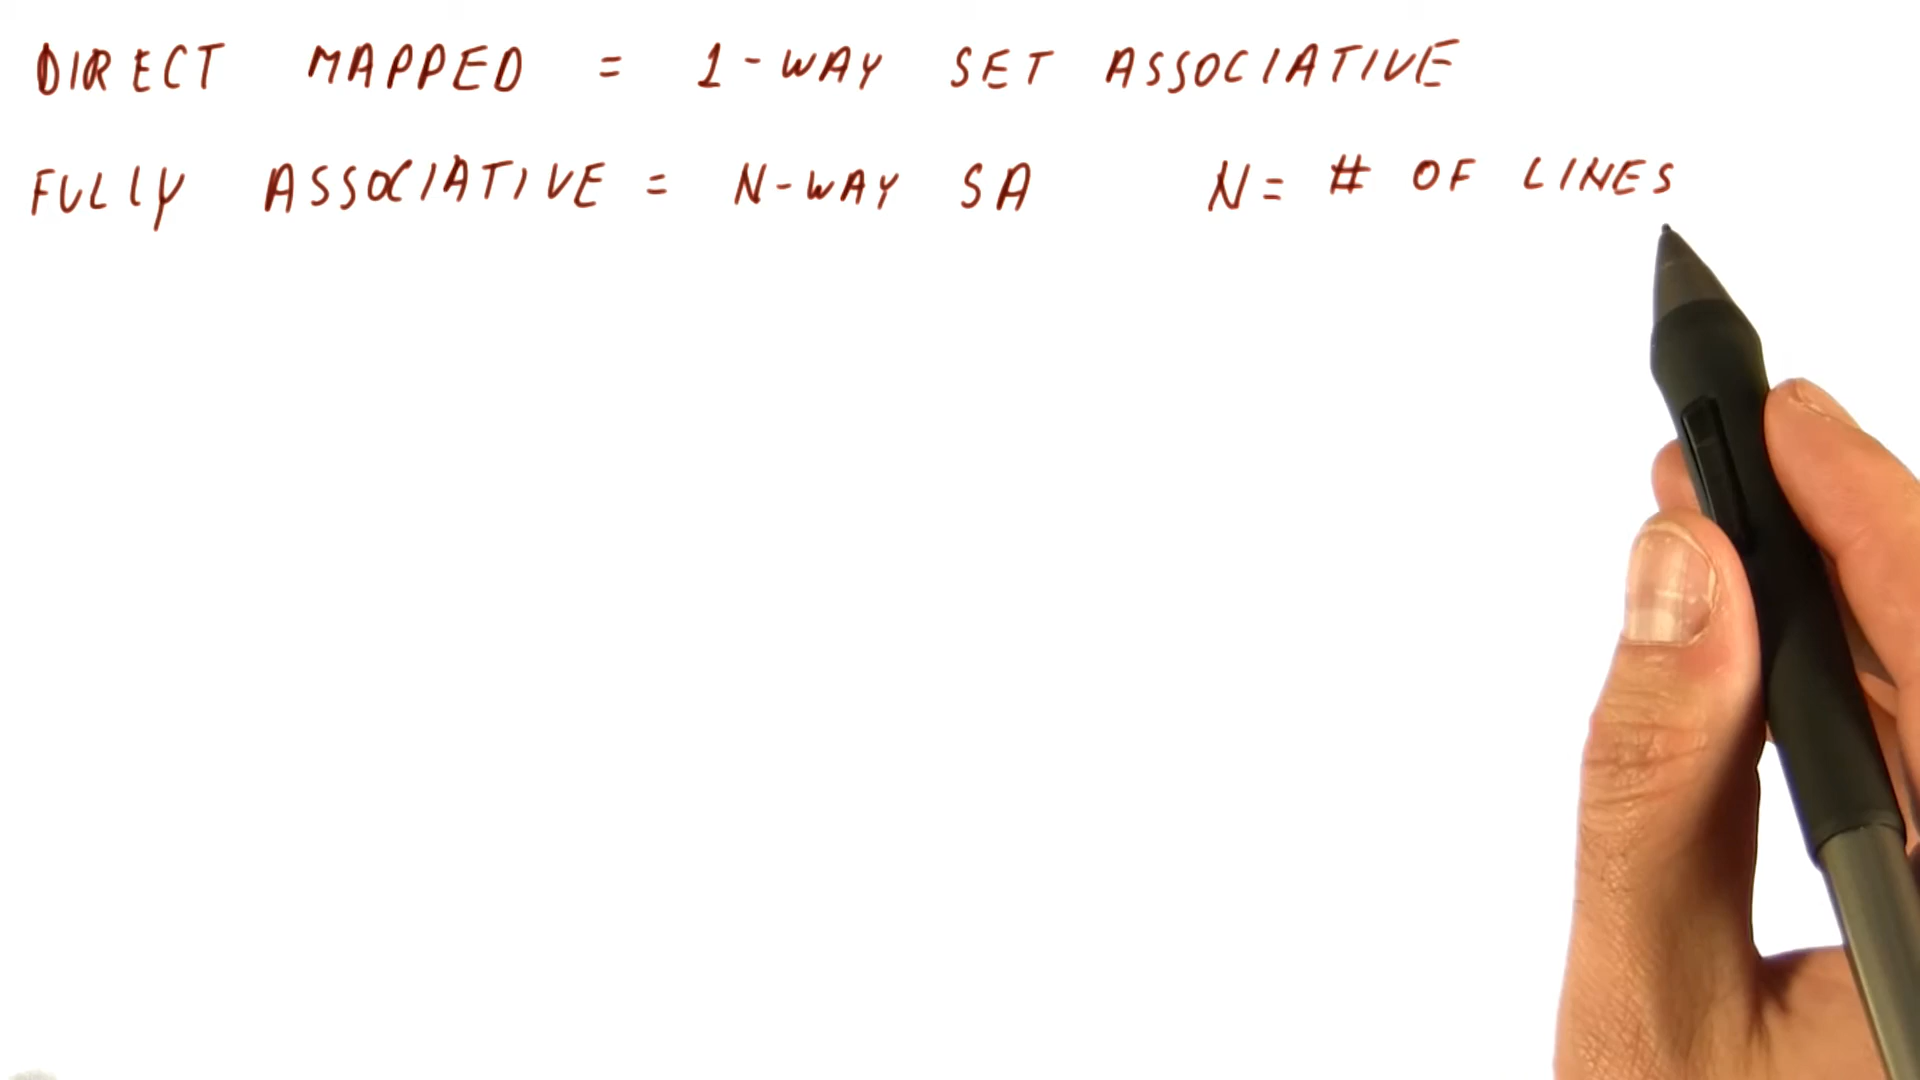 DIRECT MAPPED = 1-WAY SET ASSOCIATIVE
FULLY ASSOCIATIVE = N-WAY SA N = # OF LINES